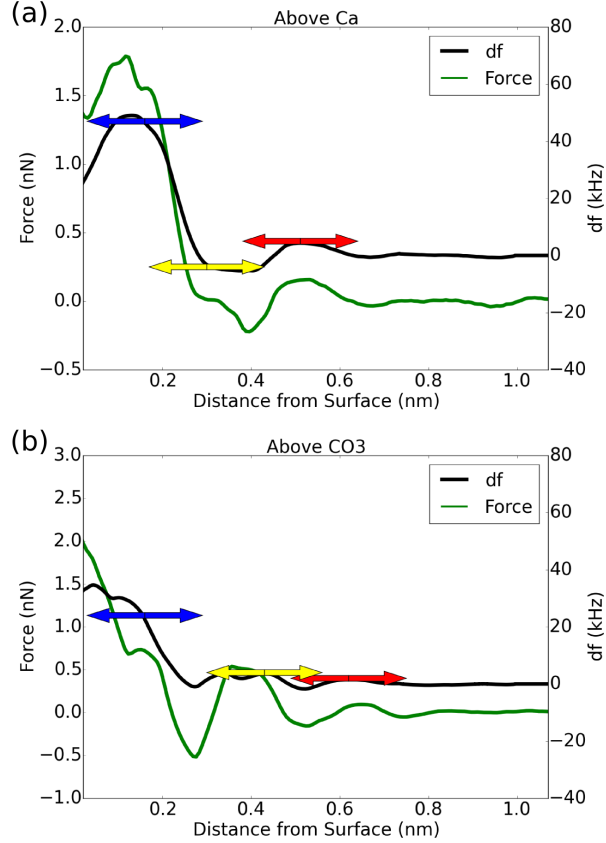 (a)
Above Ca
df
Force
Force (nN)
2.0
1.5
1.0
0.5
0.0
−0.5
80
60
40
20
0
−20
−40
df (kHz)
0.2 0.4 0.6 0.8 1.0
Distance from Surface (nm)
(b)
Above CO3
df
Force
Force (nN)
3.0
2.5
2.0
1.5
1.0
0.5
0.0
−0.5
−1.0
80
60
40
20
0
−20
−40
df (kHz)
0.2 0.4 0.6 0.8 1.0
Distance from Surface (nm)